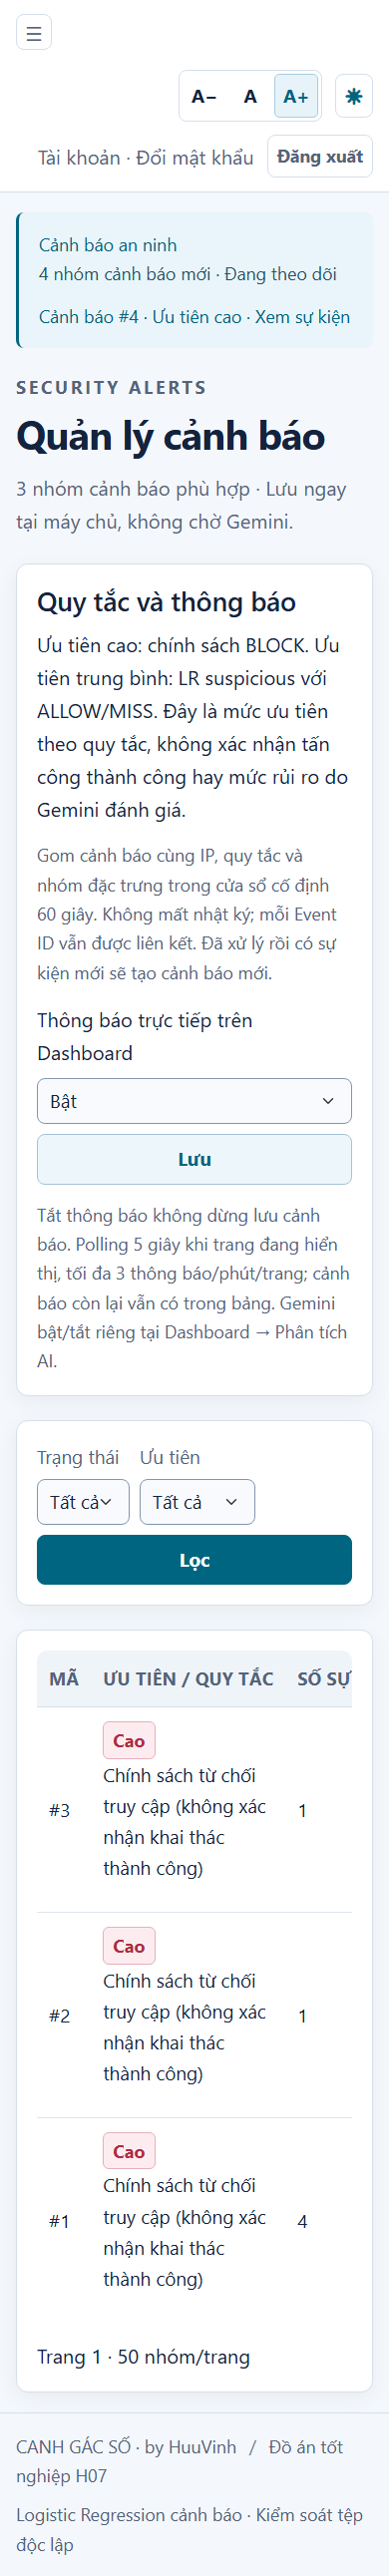 A− A A+
Tài khoản · Đổi mật khẩu Đăng xuất
Cảnh báo an ninh
4 nhóm cảnh báo mới · Đang theo dõi
Cảnh báo #4 · Ưu tiên cao · Xem sự kiện
SECURITY ALERTS
Quản lý cảnh báo
3 nhóm cảnh báo phù hợp · Lưu ngay
tại máy chủ, không chờ Gemini.
Quy tắc và thông báo
Ưu tiên cao: chính sách BLOCK. Ưu
tiên trung bình: LR suspicious với
ALLOW/MISS. Đây là mức ưu tiên
theo quy tắc, không xác nhận tấn
công thành công hay mức rủi ro do
Gemini đánh giá.
Gom cảnh báo cùng IP, quy tắc và
nhóm đặc trưng trong cửa sổ cố định
60 giây. Không mất nhật ký; mỗi Event
ID vẫn được liên kết. Đã xử lý rồi có sự
kiện mới sẽ tạo cảnh báo mới.
Thông báo trực tiếp trên
Dashboard
Bật
Lưu
Tắt thông báo không dừng lưu cảnh
báo. Polling 5 giây khi trang đang hiển
thị, tối đa 3 thông báo/phút/trang; cảnh
báo còn lại vẫn có trong bảng. Gemini
bật/tắt riêng tại Dashboard → Phân tích
AI.
Trạng thái Ưu tiên
Tất cả Tất cả
Lọc
MÃ ƯU TIÊN / QUY TẮC SỐ SỰ
Cao
Chính sách từ chối
truy cập (không xác
#3 1
nhận khai thác
thành công)
Cao
Chính sách từ chối
truy cập (không xác
#2 1
nhận khai thác
thành công)
Cao
Chính sách từ chối
truy cập (không xác
#1 4
nhận khai thác
thành công)
Trang 1 · 50 nhóm/trang
CANH GÁC SỐ · by HuuVinh / Đồ án tốt
nghiệp H07
Logistic Regression cảnh báo · Kiểm soát tệp
độc lập